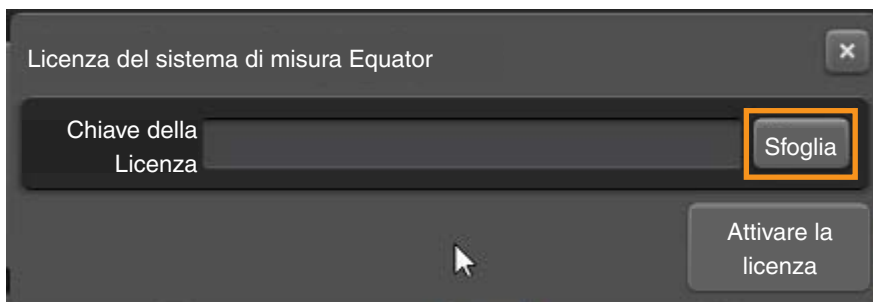 Licenza del sistema di misura Equator
Chiave della
Licenza
Sfoglia
Attivare la
licenza